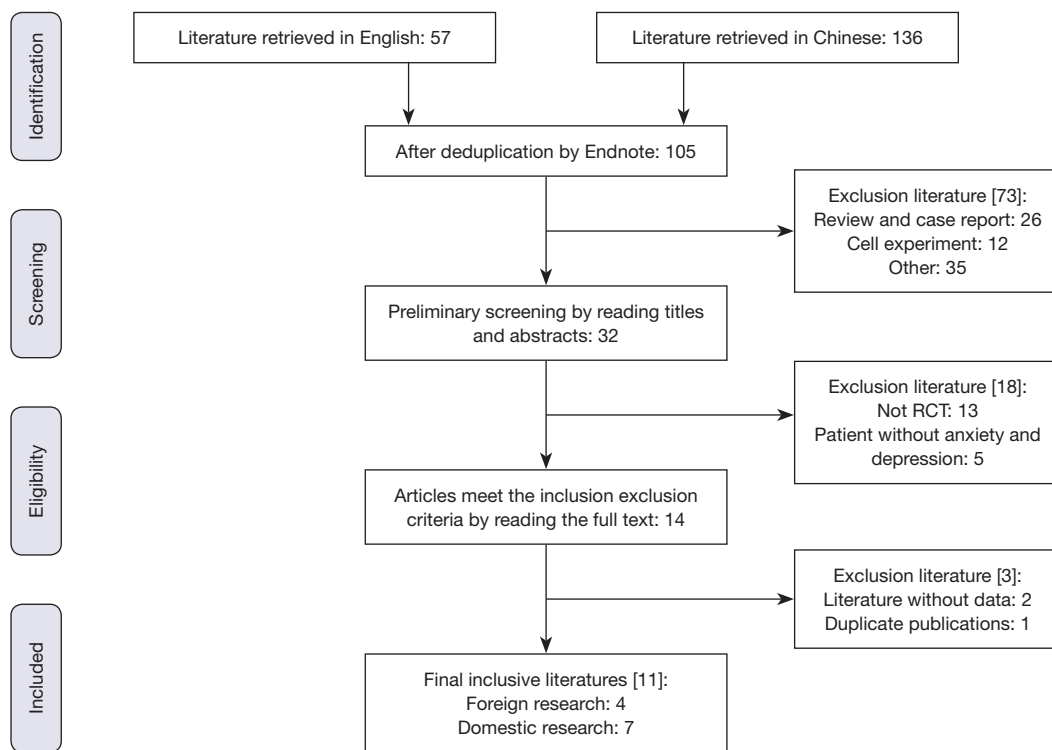 Identification
Literature retrieved in English: 57
Literature retrieved in Chinese: 136
After deduplication by Endnote: 105
Exclusion literature [73]:
Review and case report: 26
Cell experiment: 12
Other: 35
Screening
Preliminary screening by reading titles
and abstracts: 32
Exclusion literature [18]:
Not RCT: 13
Patient without anxiety and
depression: 5
Eligibility
Articles meet the inclusion exclusion
criteria by reading the full text: 14
Exclusion literature [3]:
Literature without data: 2
Duplicate publications: 1
Included
Final inclusive literatures [11]:
Foreign research: 4
Domestic research: 7